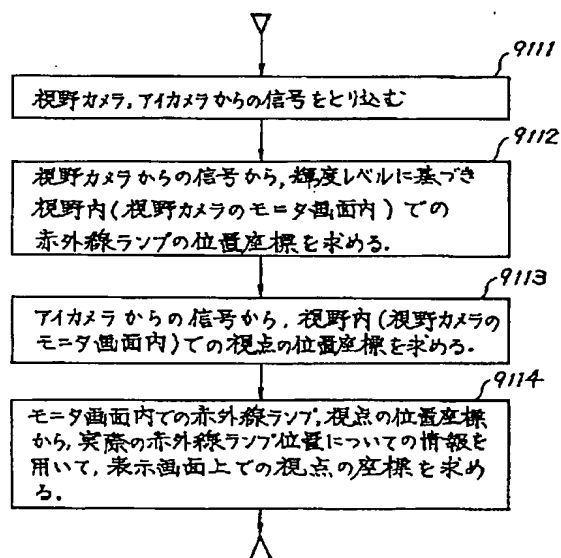 9111
視野カメラ,アイカメラからの信号をとり込む
9112
視野カメラからの信号から,輝度レベルに基づき
視野内(視野カメラのモニタ画面内)での
赤外線ランプの位置座標を求める.
9113
アイカメラからの信号から,視野内(視野カメラの
モニタ画面内)での視点の位置座標を求める.
9114
モニタ画面内での赤外線ランプ,視点の位置座標
から,実際の赤外線ランプ位置についての情報を
用いて,表示画面上での視点の座標を求め
る.